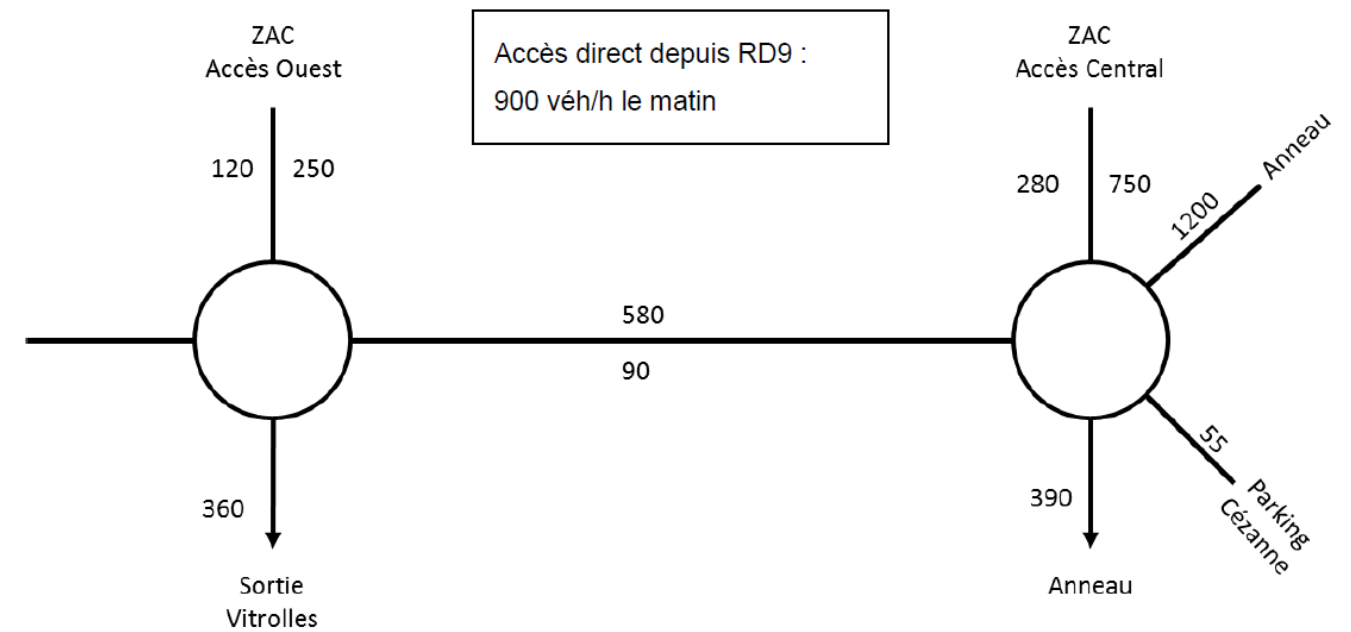 ZAC
Accès Ouest
Accès direct depuis RD9 :
900 véh/h le matin
ZAC
Accès Central
Anneau
120
250
280
750
1200
580
90
360
390
55
Parking
Cézanne
Sortie
Vitrolles
Anneau